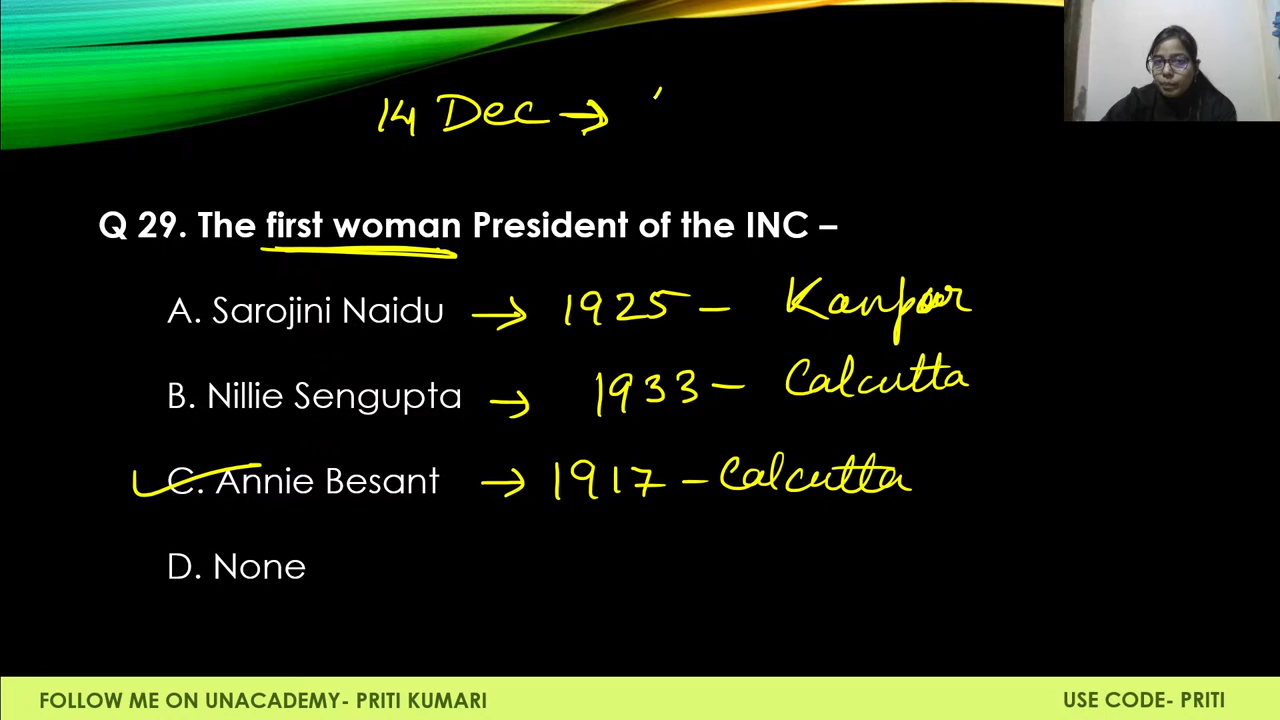 14 Dec →
Q 29. The first woman President of the INC –
A. Sarojini Naidu → 1925 – Kanpur
B. Nillie Sengupta → 1933 – Calcutta
C. Annie Besant → 1917 – Calcutta
D. None
FOLLOW ME ON UNACADEMY- PRITI KUMARI USE CODE- PRITI